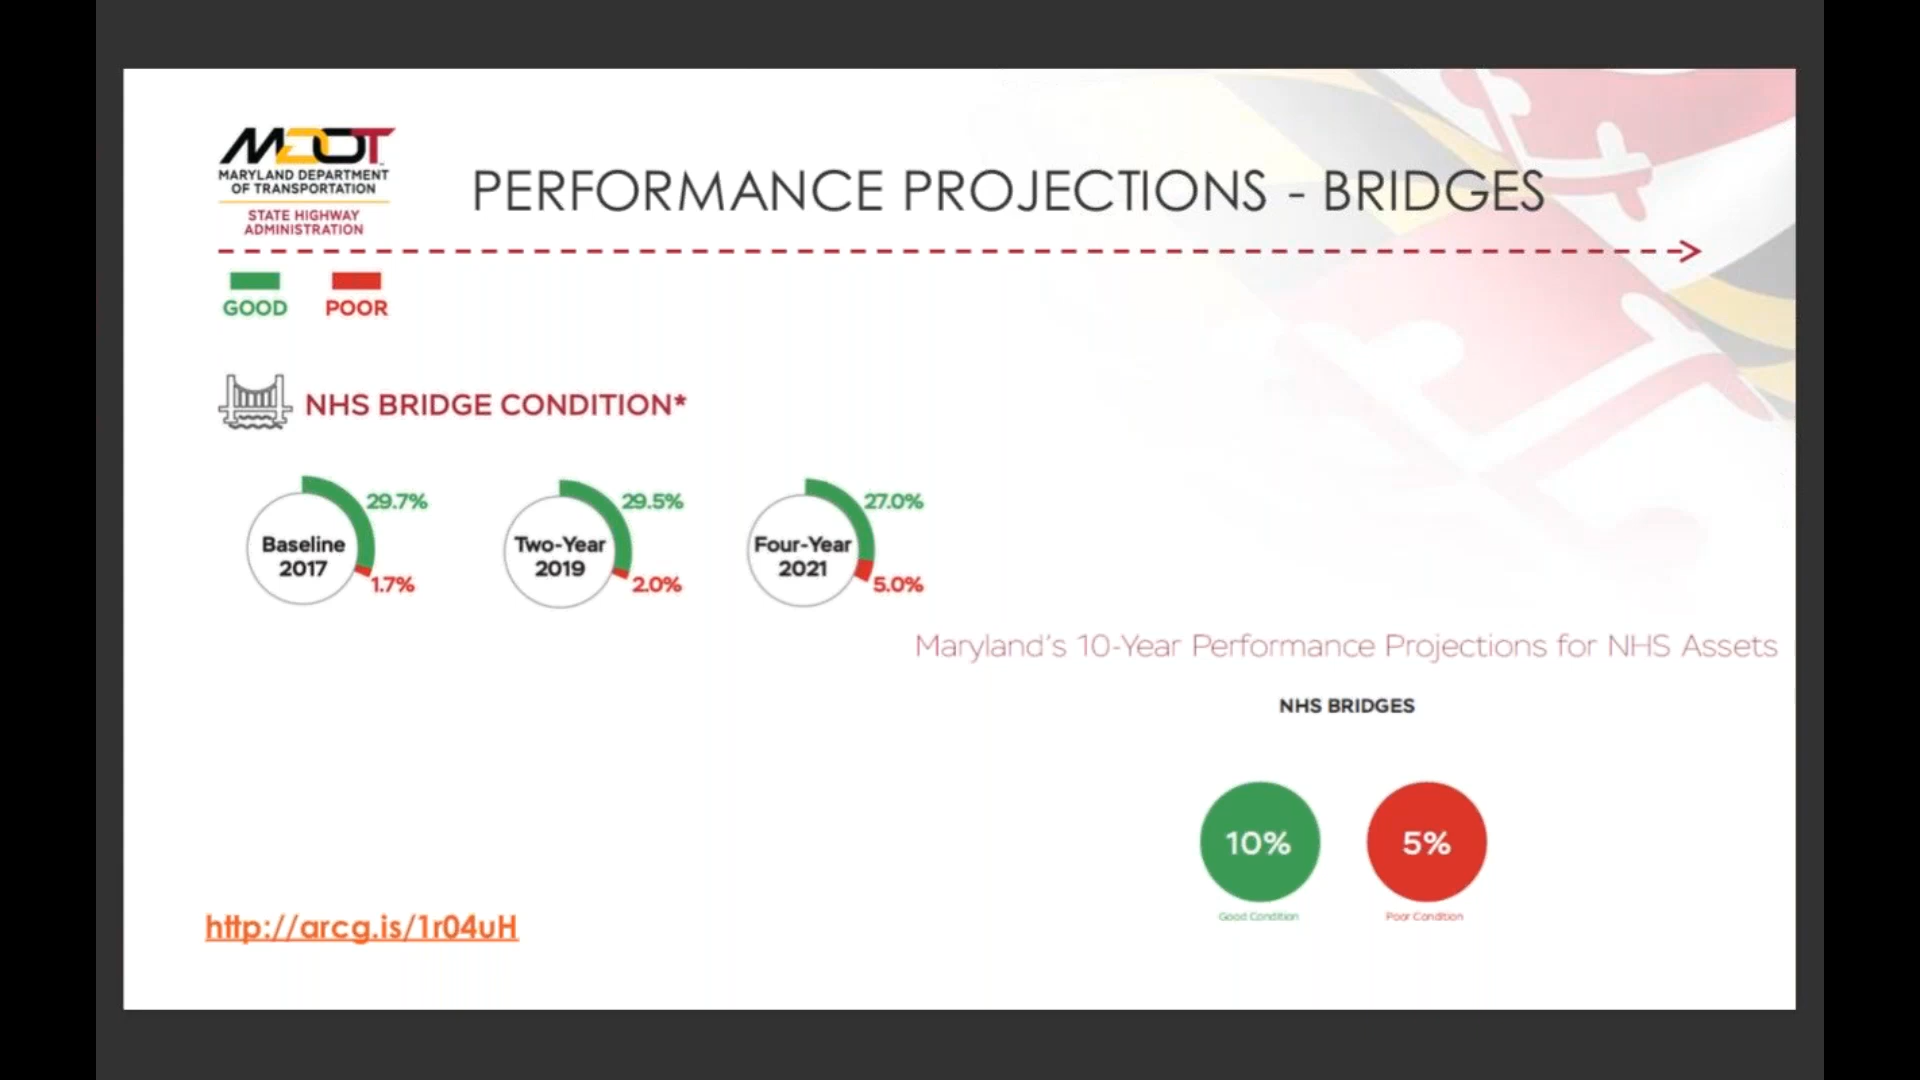 MDOT
MARYLAND DEPARTMENT
OF TRANSPORTATION
STATE HIGHWAY
ADMINISTRATION
PERFORMANCE PROJECTIONS - BRIDGES
GOOD POOR
NHS BRIDGE CONDITION*
29.7%
Baseline
2017
1.7%
29.5%
Two-Year
2019
2.0%
27.0%
Four-Year
2021
5.0%
Maryland's 10-Year Performance Projections for NHS Assets
NHS BRIDGES
10% 5%
Good Condition Poor Condition
http://arcg.is/1r04uH